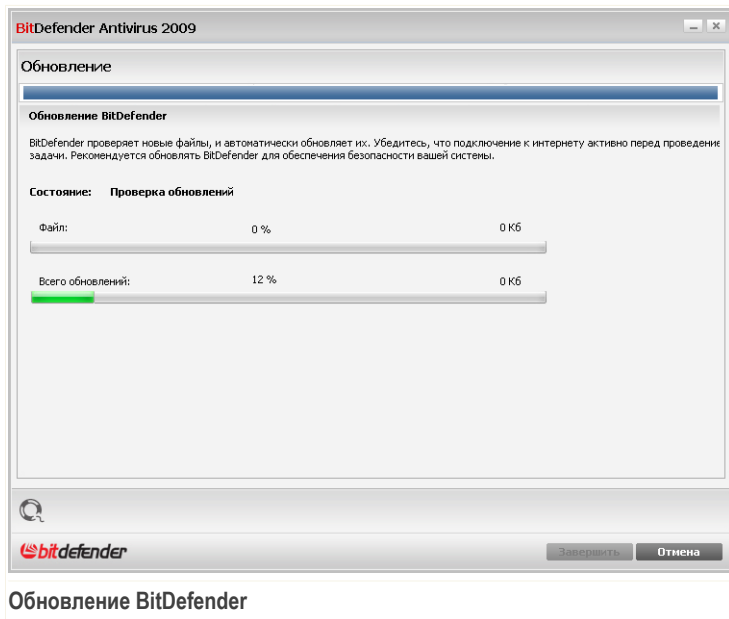 BitDefender Antivirus 2009
Обновление
Обновление BitDefender
BitDefender проверяет новые файлы, и автоматически обновляет их. Убедитесь, что подключение к интернету активно перед проведение
задачи. Рекомендуется обновлять BitDefender для обеспечения безопасности вашей системы.
Состояние: Проверка обновлений
Файл: 0 % 0 Кб
Всего обновлений: 12 % 0 Кб
bitdefender Завершить Отмена
Обновление BitDefender